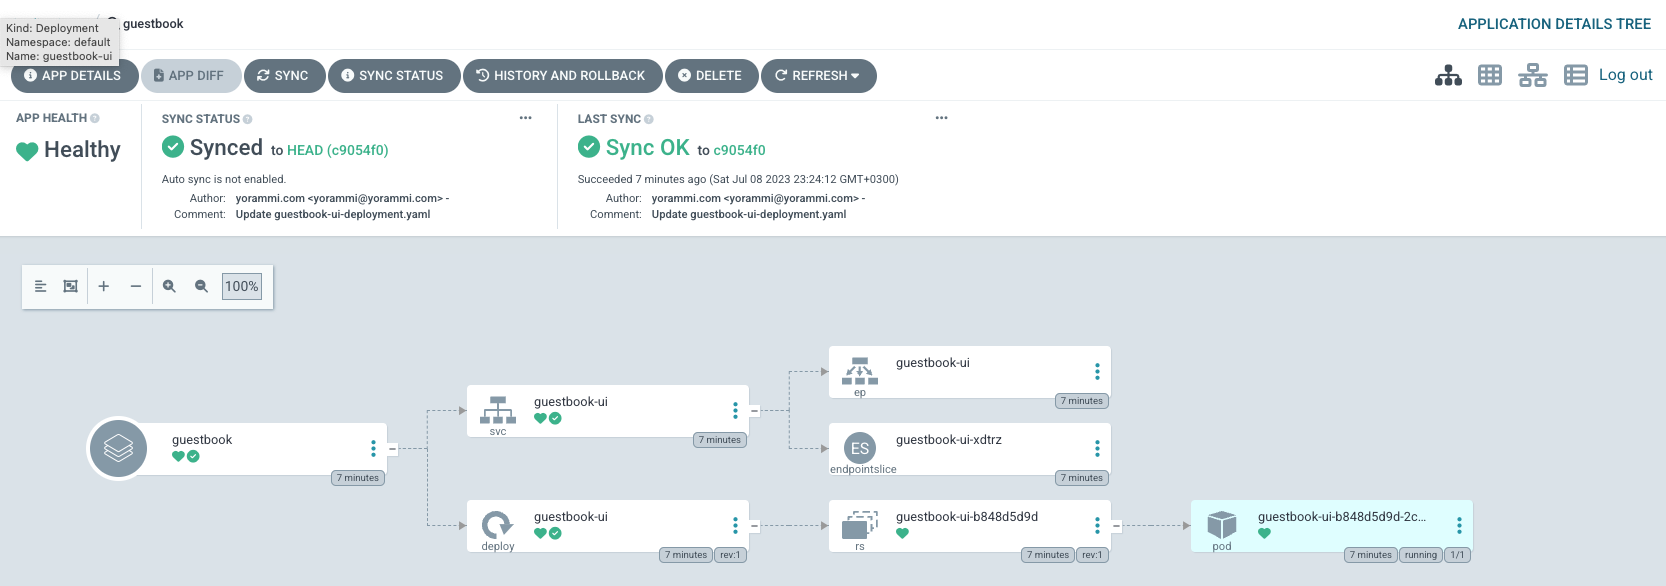 guestbook
APPLICATION DETAILS TREE
Kind: Deployment
Namespace: default
Name: guestbook-ui
APP DETAILS
APP DIFF
SYNC
SYNC STATUS
HISTORY AND ROLLBACK
DELETE
REFRESH
Log out
APP HEALTH
Healthy
SYNC STATUS
Synced to HEAD (c9054f0)
Auto sync is not enabled.
Author: yorammi.com <yorammi@yorammi.com> -
Comment: Update guestbook-ui-deployment.yaml
LAST SYNC
Sync OK to c9054f0
Succeeded 7 minutes ago (Sat Jul 08 2023 23:24:12 GMT+0300)
Author: yorammi.com <yorammi@yorammi.com> -
Comment: Update guestbook-ui-deployment.yaml
100%
guestbook
7 minutes
guestbook-ui
svc
7 minutes
guestbook-ui
ep
7 minutes
ES
guestbook-ui-xdtrz
endpointslice
7 minutes
guestbook-ui
deploy
7 minutes rev:1
guestbook-ui-b848d5d9d
rs
7 minutes rev:1
guestbook-ui-b848d5d9d-2c...
pod
7 minutes running 1/1